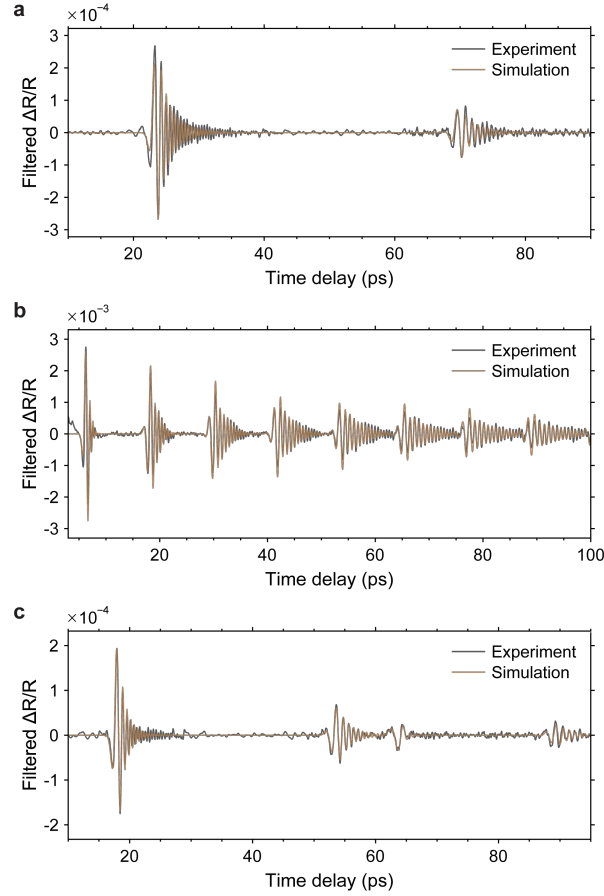 a
×10⁻⁴
Filtered ΔR/R
3
2
1
0
-1
-2
-3
Experiment
Simulation
20 40 60 80
Time delay (ps)
b
×10⁻³
Filtered ΔR/R
3
2
1
0
-1
-2
-3
Experiment
Simulation
20 40 60 80 100
Time delay (ps)
c
×10⁻⁴
Filtered ΔR/R
2
1
0
-1
-2
Experiment
Simulation
20 40 60 80
Time delay (ps)